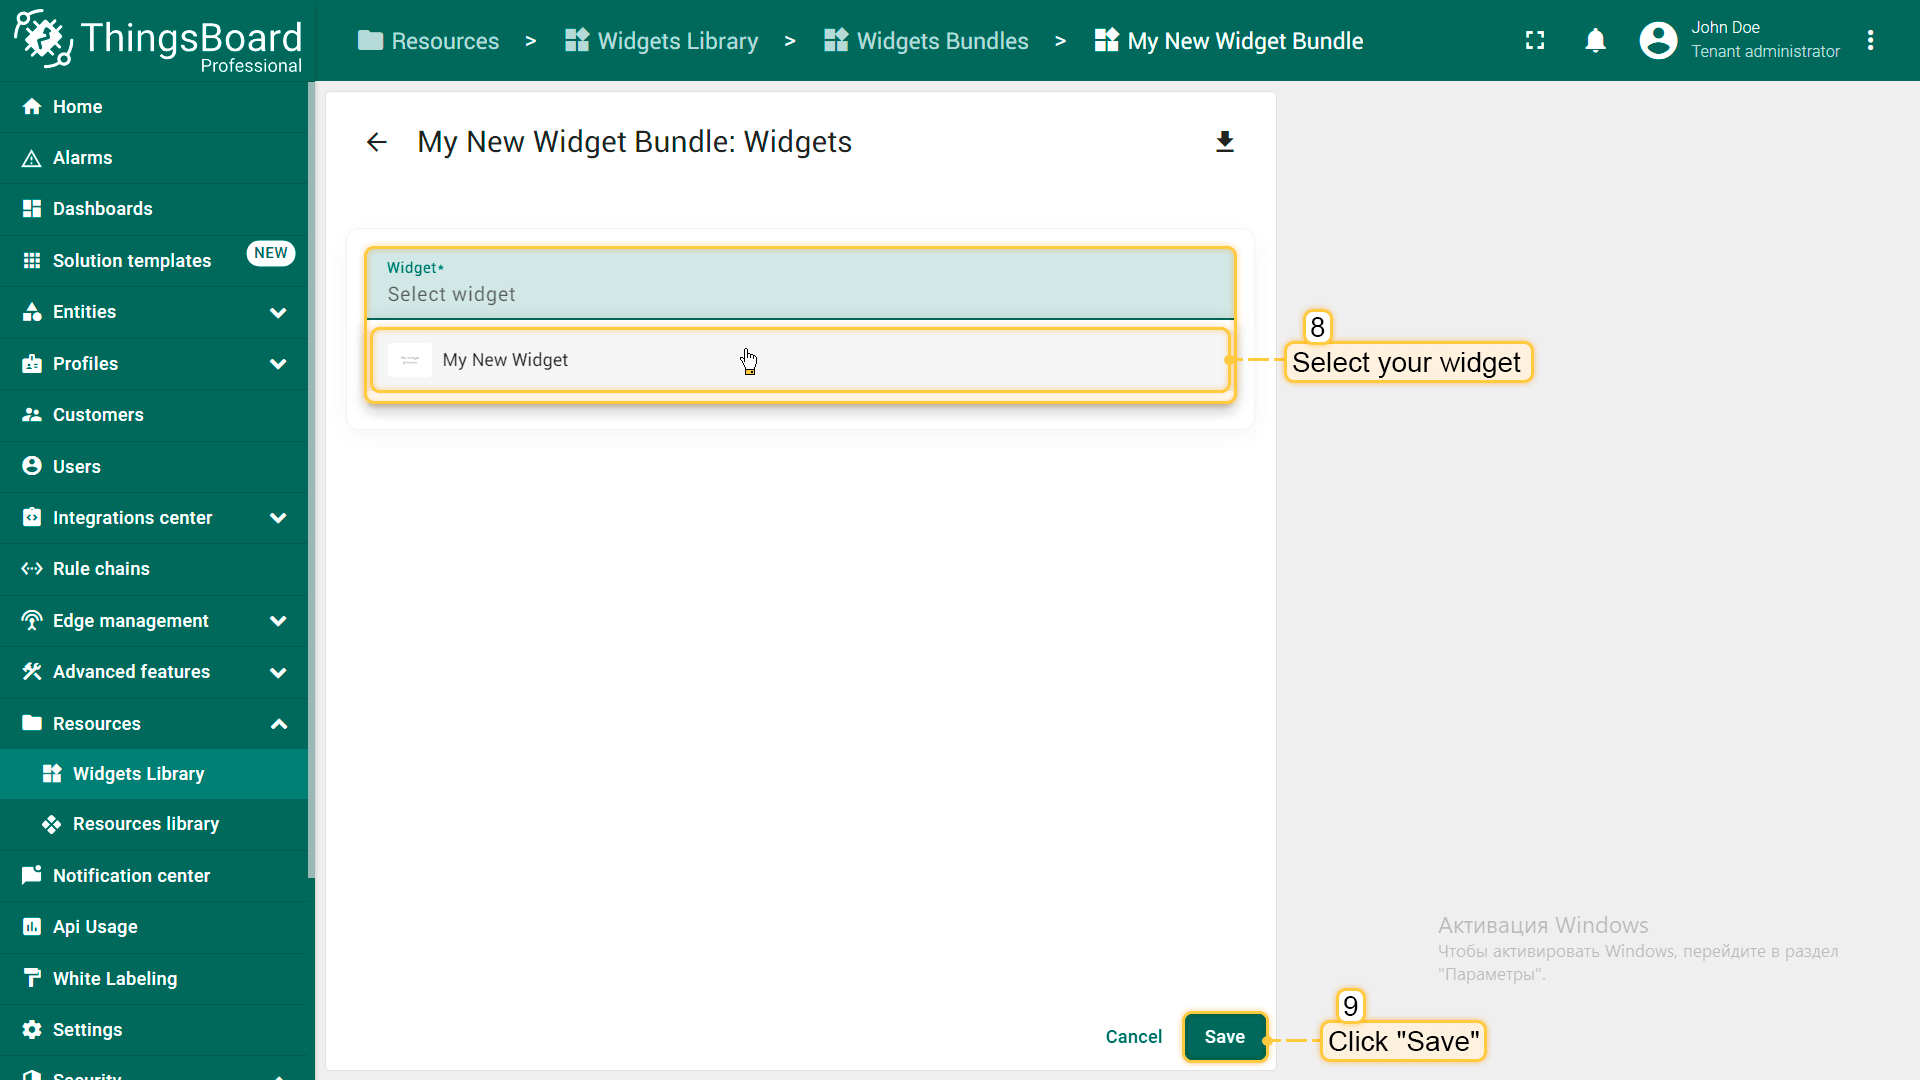 ThingsBoard
Professional
Resources > Widgets Library > Widgets Bundles > My New Widget Bundle
John Doe
Tenant administrator
Home
Alarms
Dashboards
Solution templates NEW
Entities
Profiles
Customers
Users
Integrations center
Rule chains
Edge management
Advanced features
Resources
Widgets Library
Resources library
Notification center
Api Usage
White Labeling
Settings
Security
My New Widget Bundle: Widgets
Widget*
Select widget
No image
preview
My New Widget
8
Select your widget
Активация Windows
Чтобы активировать Windows, перейдите в раздел
"Параметры".
Cancel
Save
9
Click "Save"